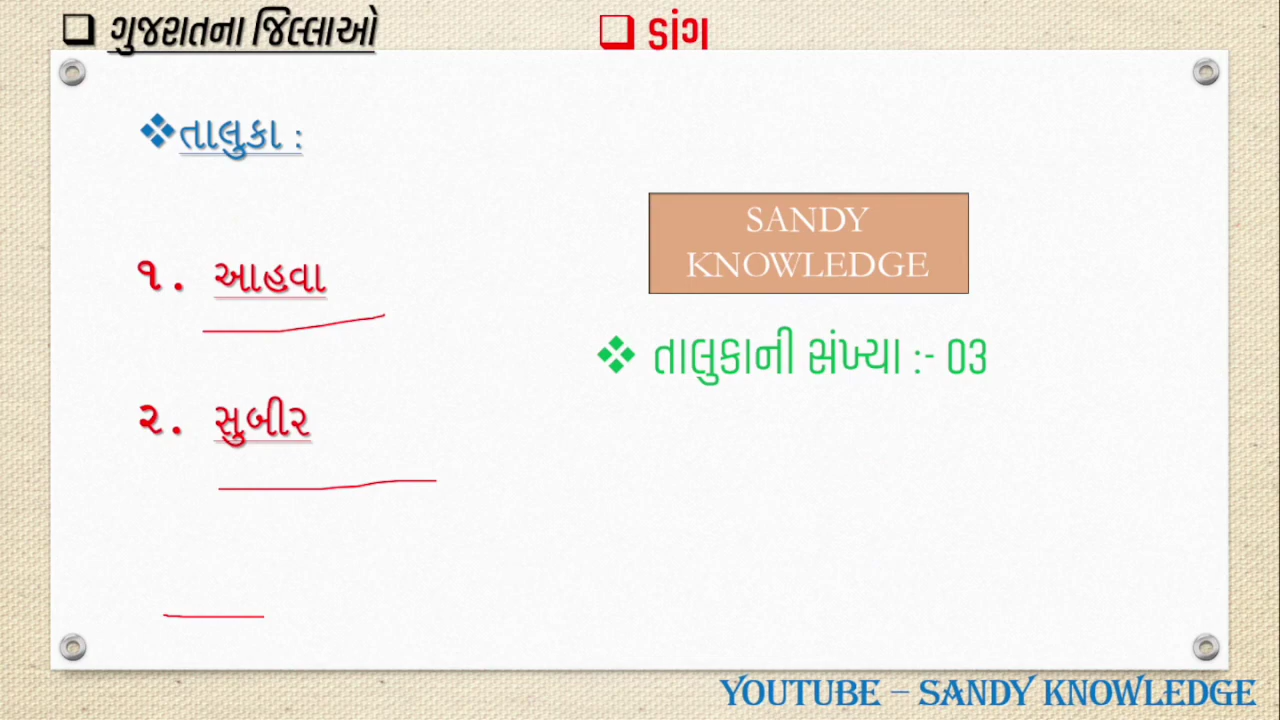 ગુજરાતના જિલ્લાઓ
ડાંગ
તાલુકા :
૧. આહવા
૨. સુબીર
SANDY
KNOWLEDGE
તાલુકાની સંખ્યા :- 03
YOUTUBE – SANDY KNOWLEDGE